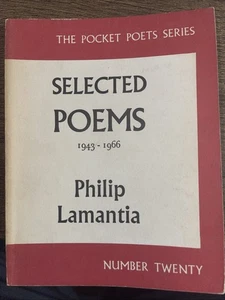 THE POCKET POETS SERIES
SELECTED
POEMS
1943-1966
Philip
Lamantia
NUMBER TWENTY